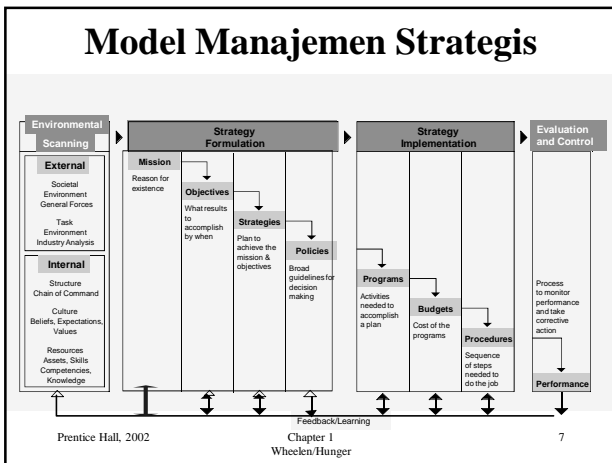 Model Manajemen Strategis
Environmental
Scanning
External
Societal
Environment
General Forces
Task
Environment
Industry Analysis
Internal
Structure
Chain of Command
Culture
Beliefs, Expectations,
Values
Resources
Assets, Skills
Competencies,
Knowledge
Strategy
Formulation
Mission
Reason for
existence
Objectives
What results
to
accomplish
by when
Strategies
Plan to
achieve the
mission &
objectives
Policies
Broad
guidelines for
decision
making
Strategy
Implementation
Programs
Activities
needed to
accomplish
a plan
Budgets
Cost of the
programs
Procedures
Sequence
of steps
needed to
do the job
Evaluation
and Control
Process
to monitor
performance
and take
corrective
action
Performance
Feedback/Learning
Prentice Hall, 2002
Chapter 1
Wheelen/Hunger
7